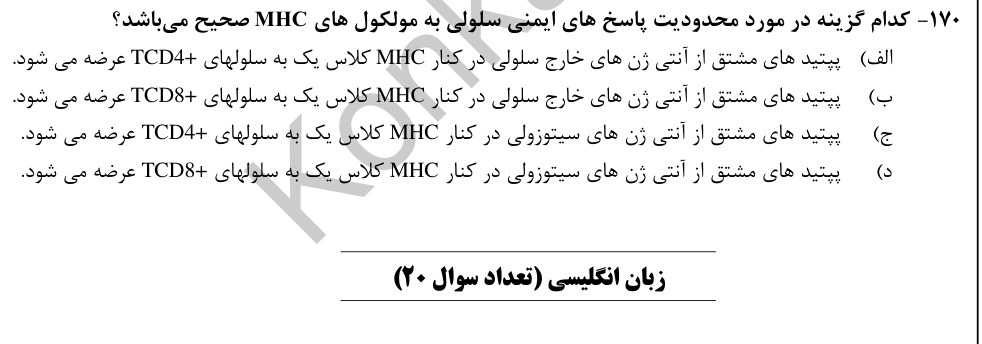 ۱۷۰- کدام گزینه در مورد محدودیت پاسخ های ایمنی سلولی به مولکول های MHC صحیح می‌باشد؟
الف) پپتید های مشتق از آنتی ژن های خارج سلولی در کنار MHC کلاس یک به سلولهای TCD4+ عرضه می شود.
ب) پپتید های مشتق از آنتی ژن های خارج سلولی در کنار MHC کلاس یک به سلولهای TCD8+ عرضه می شود.
ج) پپتید های مشتق از آنتی ژن های سیتوزولی در کنار MHC کلاس یک به سلولهای TCD4+ عرضه می شود.
د) پپتید های مشتق از آنتی ژن های سیتوزولی در کنار MHC کلاس یک به سلولهای TCD8+ عرضه می شود.
زبان انگلیسی (تعداد سوال ۲۰)